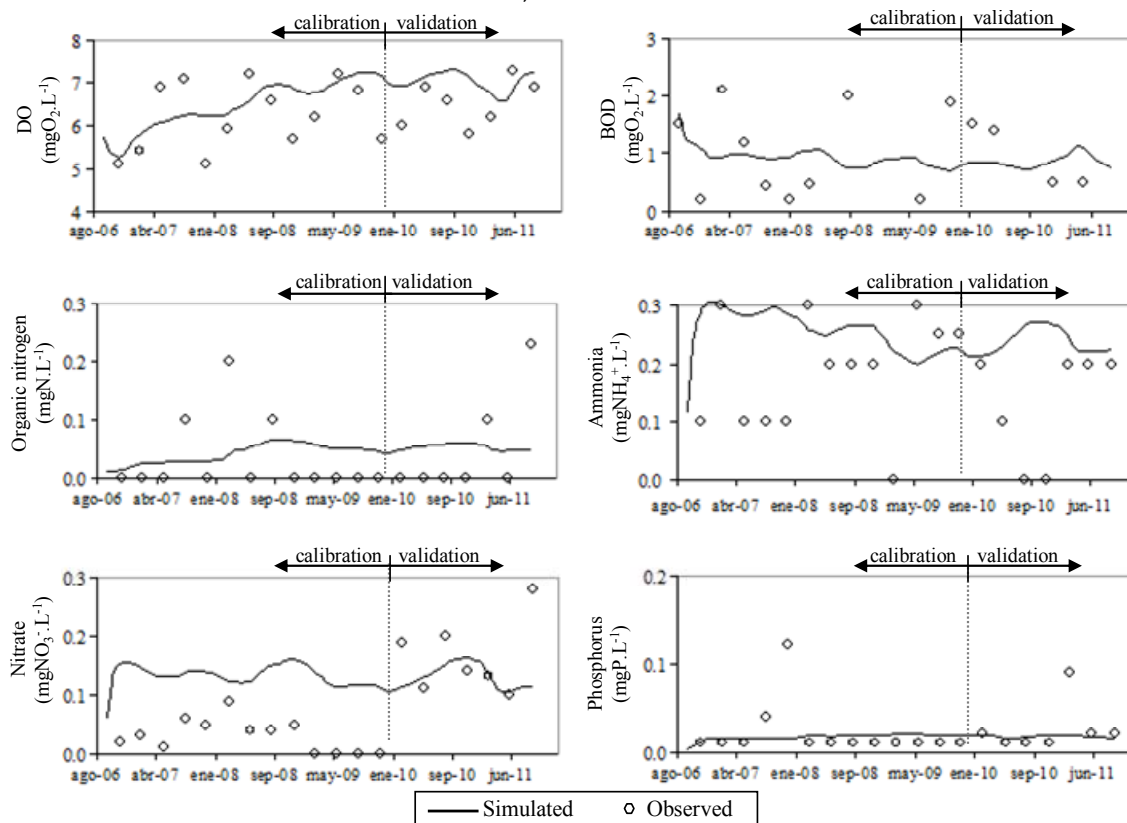 calibration validation
8
7
6
5
4
DO
(mgO₂.L⁻¹)
ago-06 abr-07 ene-08 sep-08 may-09 ene-10 sep-10 jun-11
calibration validation
3
2
1
0
BOD
(mgO₂.L⁻¹)
ago-06 abr-07 ene-08 sep-08 may-09 ene-10 sep-10 jun-11
calibration validation
0.3
0.2
0.1
0.0
Organic nitrogen
(mgN.L⁻¹)
ago-06 abr-07 ene-08 sep-08 may-09 ene-10 sep-10 jun-11
calibration validation
0.3
0.2
0.1
0.0
Ammonia
(mgNH₄⁺.L⁻¹)
ago-06 abr-07 ene-08 sep-08 may-09 ene-10 sep-10 jun-11
calibration validation
0.3
0.2
0.1
0.0
Nitrate
(mgNO₃⁻.L⁻¹)
ago-06 abr-07 ene-08 sep-08 may-09 ene-10 sep-10 jun-11
calibration validation
0.2
0.1
0.0
Phosphorus
(mgP.L⁻¹)
ago-06 abr-07 ene-08 sep-08 may-09 ene-10 sep-10 jun-11
Simulated Observed